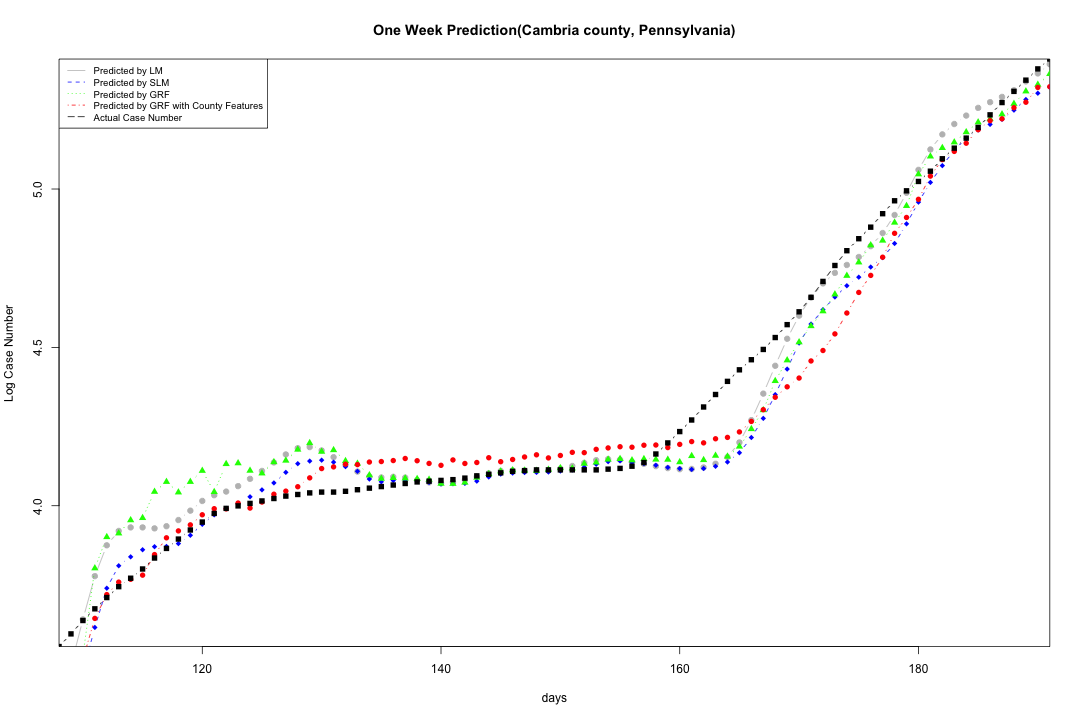 One Week Prediction(Cambria county, Pennsylvania)
Predicted by LM
Predicted by SLM
Predicted by GRF
Predicted by GRF with County Features
Actual Case Number
Log Case Number
5.0
4.5
4.0
120
140
160
180
days